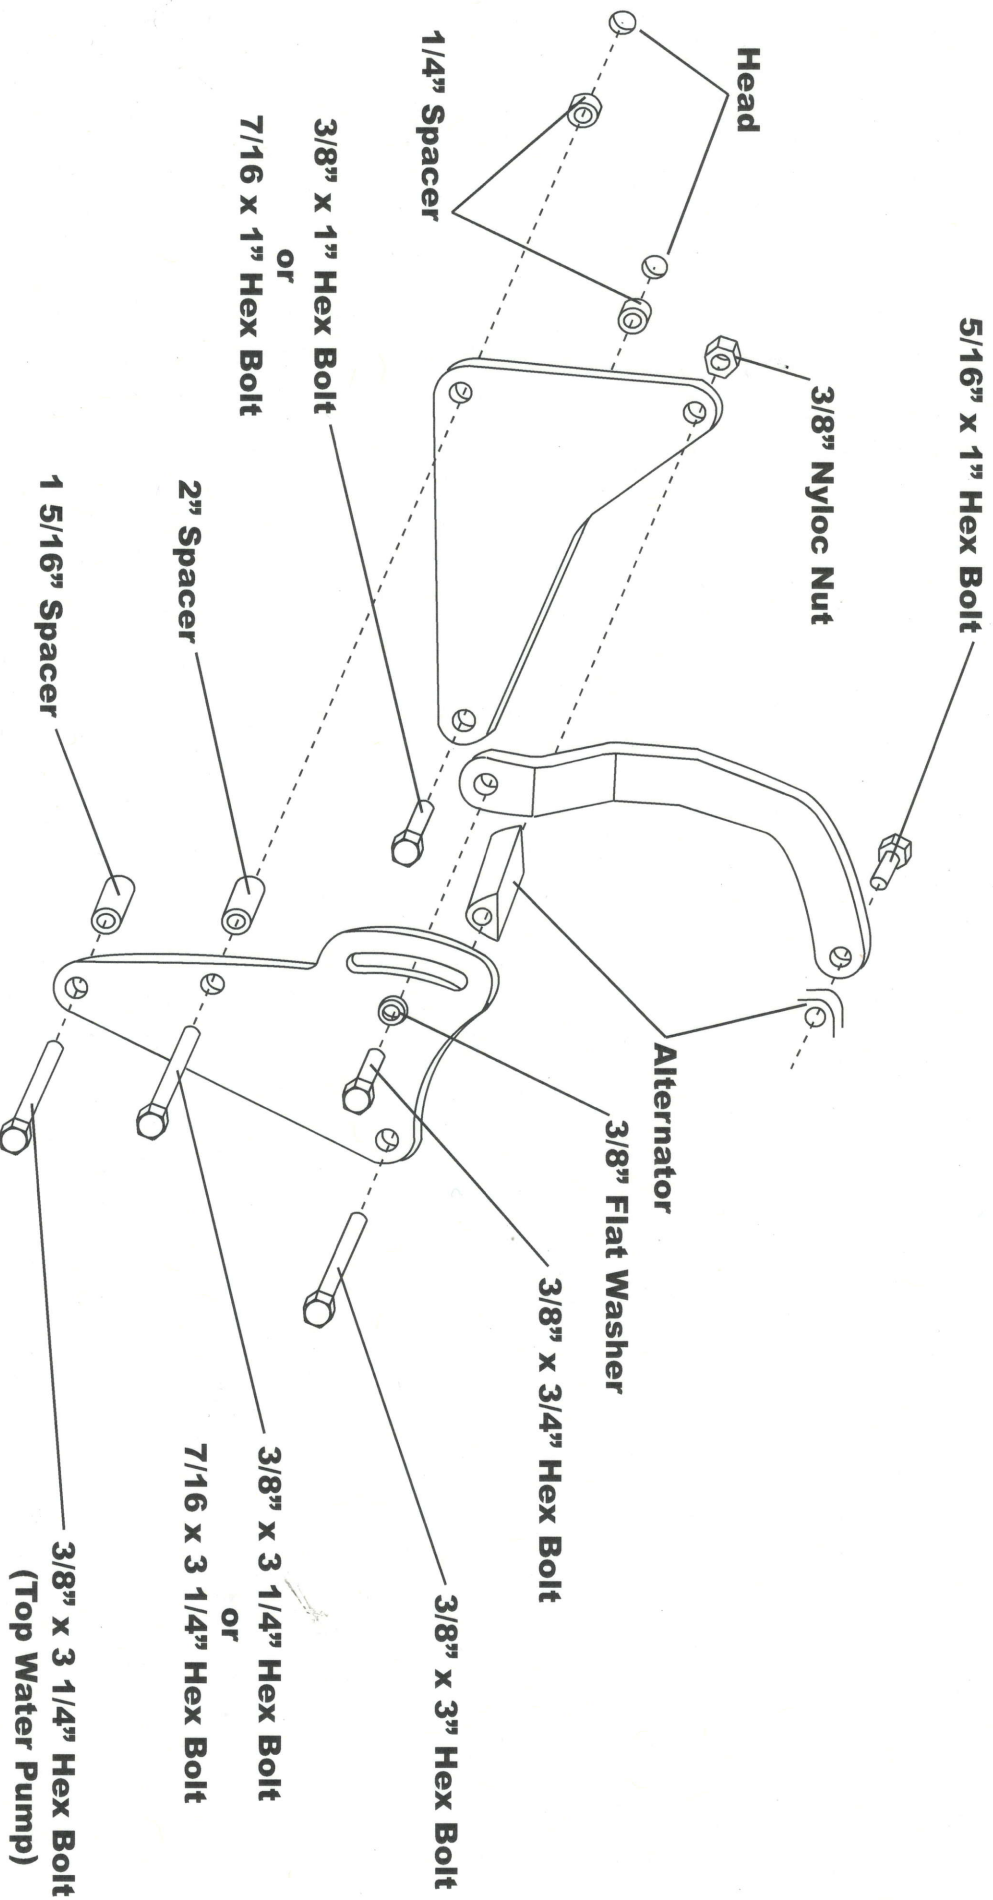 5/16” x 1” Hex Bolt
3/8” Nyloc Nut
Head
1/4” Spacer
3/8” x 1” Hex Bolt
or
7/16 x 1” Hex Bolt
2” Spacer
1 5/16” Spacer
Alternator
3/8” Flat Washer
3/8” x 3/4” Hex Bolt
3/8” x 3” Hex Bolt
3/8” x 3 1/4” Hex Bolt
or
7/16 x 3 1/4” Hex Bolt
3/8” x 3 1/4” Hex Bolt
(Top Water Pump)